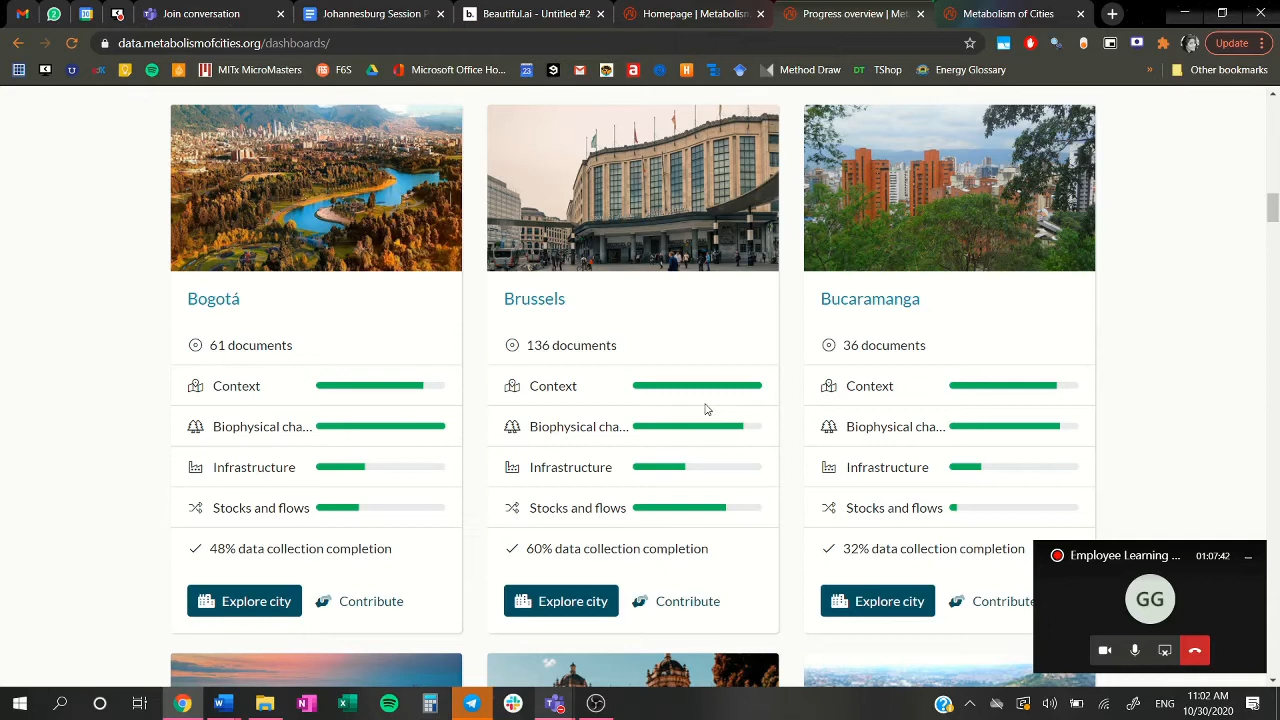 Join conversation
Johannesburg Session P
Beautiful.ai - Untitled #2
Homepage | Metabolism
Progress overview | Met
Metabolism of Cities
data.metabolismofcities.org/dashboards/
Update
MITx MicroMasters
F6S
Microsoft Office Ho...
Method Draw
DT TShop
Energy Glossary
»
Other bookmarks
Bogotá
61 documents
Context
Biophysical cha...
Infrastructure
Stocks and flows
48% data collection completion
Explore city
Contribute
Brussels
136 documents
Context
Biophysical cha...
Infrastructure
Stocks and flows
60% data collection completion
Explore city
Contribute
Bucaramanga
36 documents
Context
Biophysical cha...
Infrastructure
Stocks and flows
32% data collection completion
Explore city
Contribute
Employee Learning ...
01:07:42
GG
ENG
11:02 AM
10/30/2020